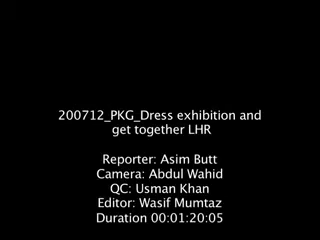 200712_PKG_Dress exhibition and
get together LHR
Reporter: Asim Butt
Camera: Abdul Wahid
QC: Usman Khan
Editor: Wasif Mumtaz
Duration 00:01:20:05